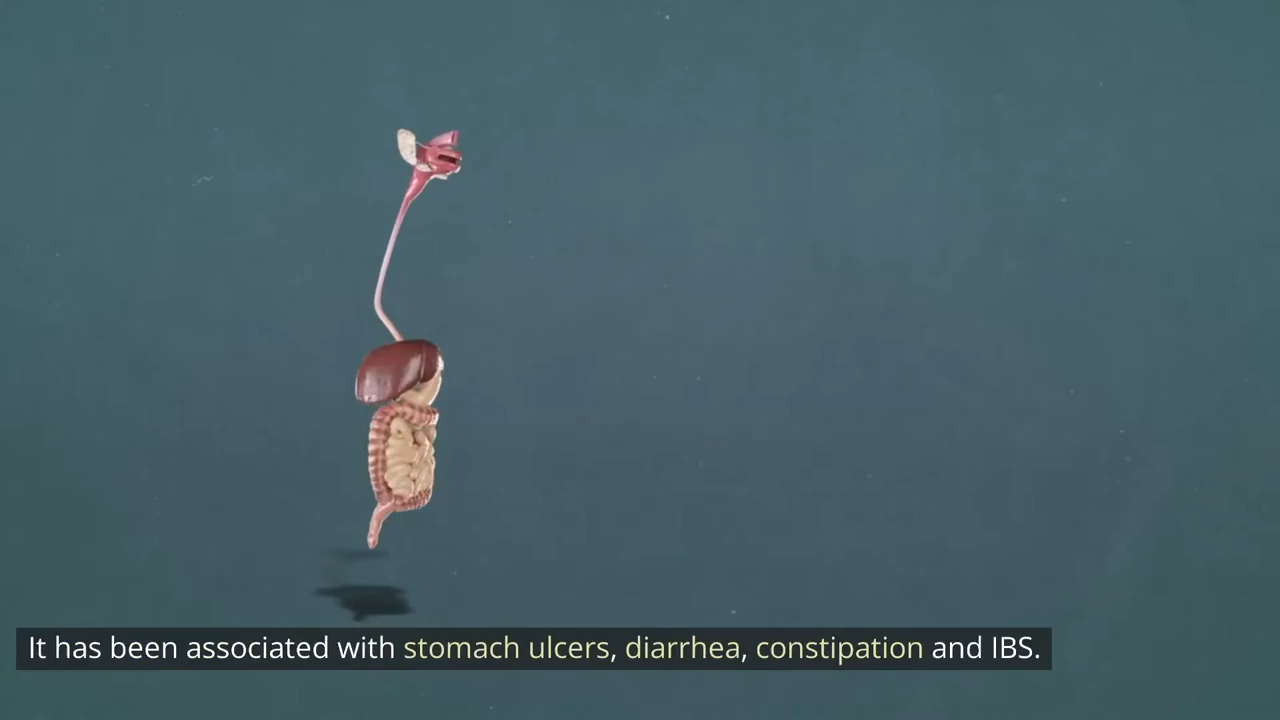 It has been associated with stomach ulcers, diarrhea, constipation and IBS.